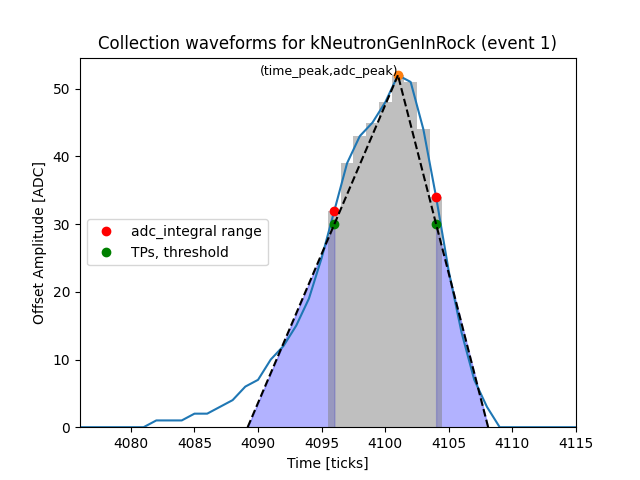 Collection waveforms for kNeutronGenInRock (event 1)
(time_peak,adc_peak)
50
40
30
20
10
0
Offset Amplitude [ADC]
adc_integral range
TPs, threshold
4080 4085 4090 4095 4100 4105 4110 4115
Time [ticks]